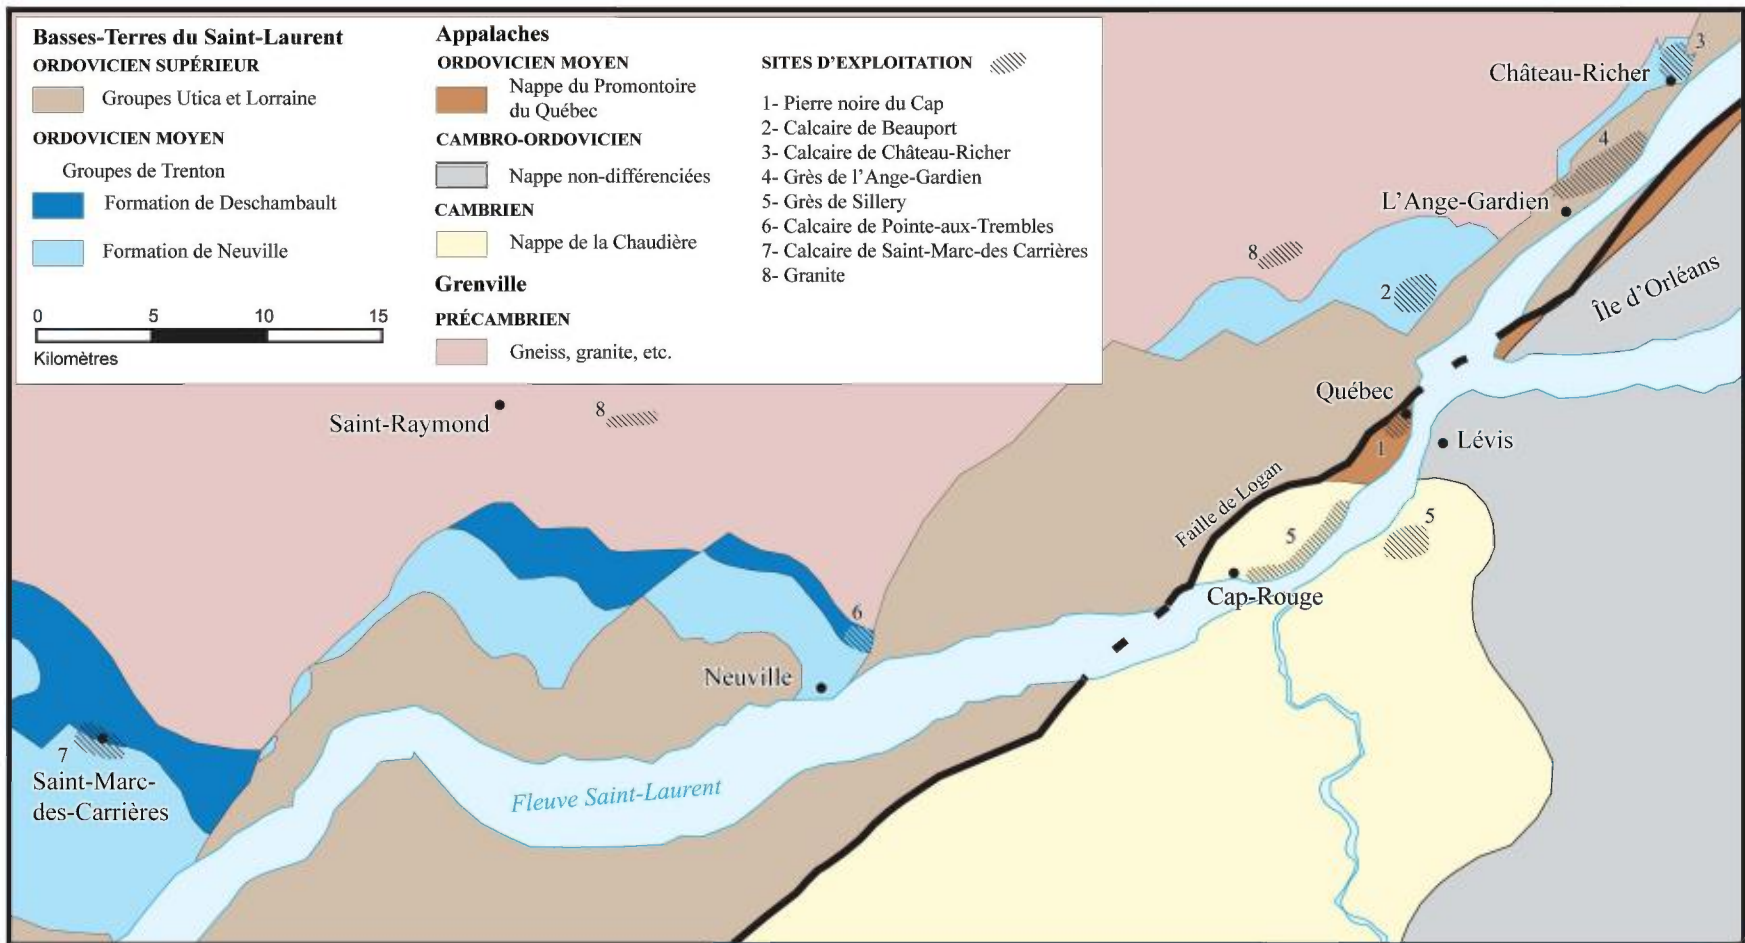 Basses-Terres du Saint-Laurent
ORDOVICIEN SUPÉRIEUR
Groupes Utica et Lorraine
ORDOVICIEN MOYEN
Groupes de Trenton
Formation de Deschambault
Formation de Neuville
0 5 10 15
Kilomètres
Appalaches
ORDOVICIEN MOYEN
Nappe du Promontoire
du Québec
CAMBRO-ORDOVICIEN
Nappe non-différenciées
CAMBRIEN
Nappe de la Chaudière
Grenville
PRÉCAMBRIEN
Gneiss, granite, etc.
SITES D'EXPLOITATION
1- Pierre noire du Cap
2- Calcaire de Beauport
3- Calcaire de Château-Richer
4- Grès de l'Ange-Gardien
5- Grès de Sillery
6- Calcaire de Pointe-aux-Trembles
7- Calcaire de Saint-Marc-des Carrières
8- Granite
3
Château-Richer
4
L'Ange-Gardien
8
2
Île d'Orléans
Québec
1
Lévis
Saint-Raymond
8
Faille de Logan
5
5
Cap-Rouge
6
Neuville
7
Saint-Marc-
des-Carrières
Fleuve Saint-Laurent